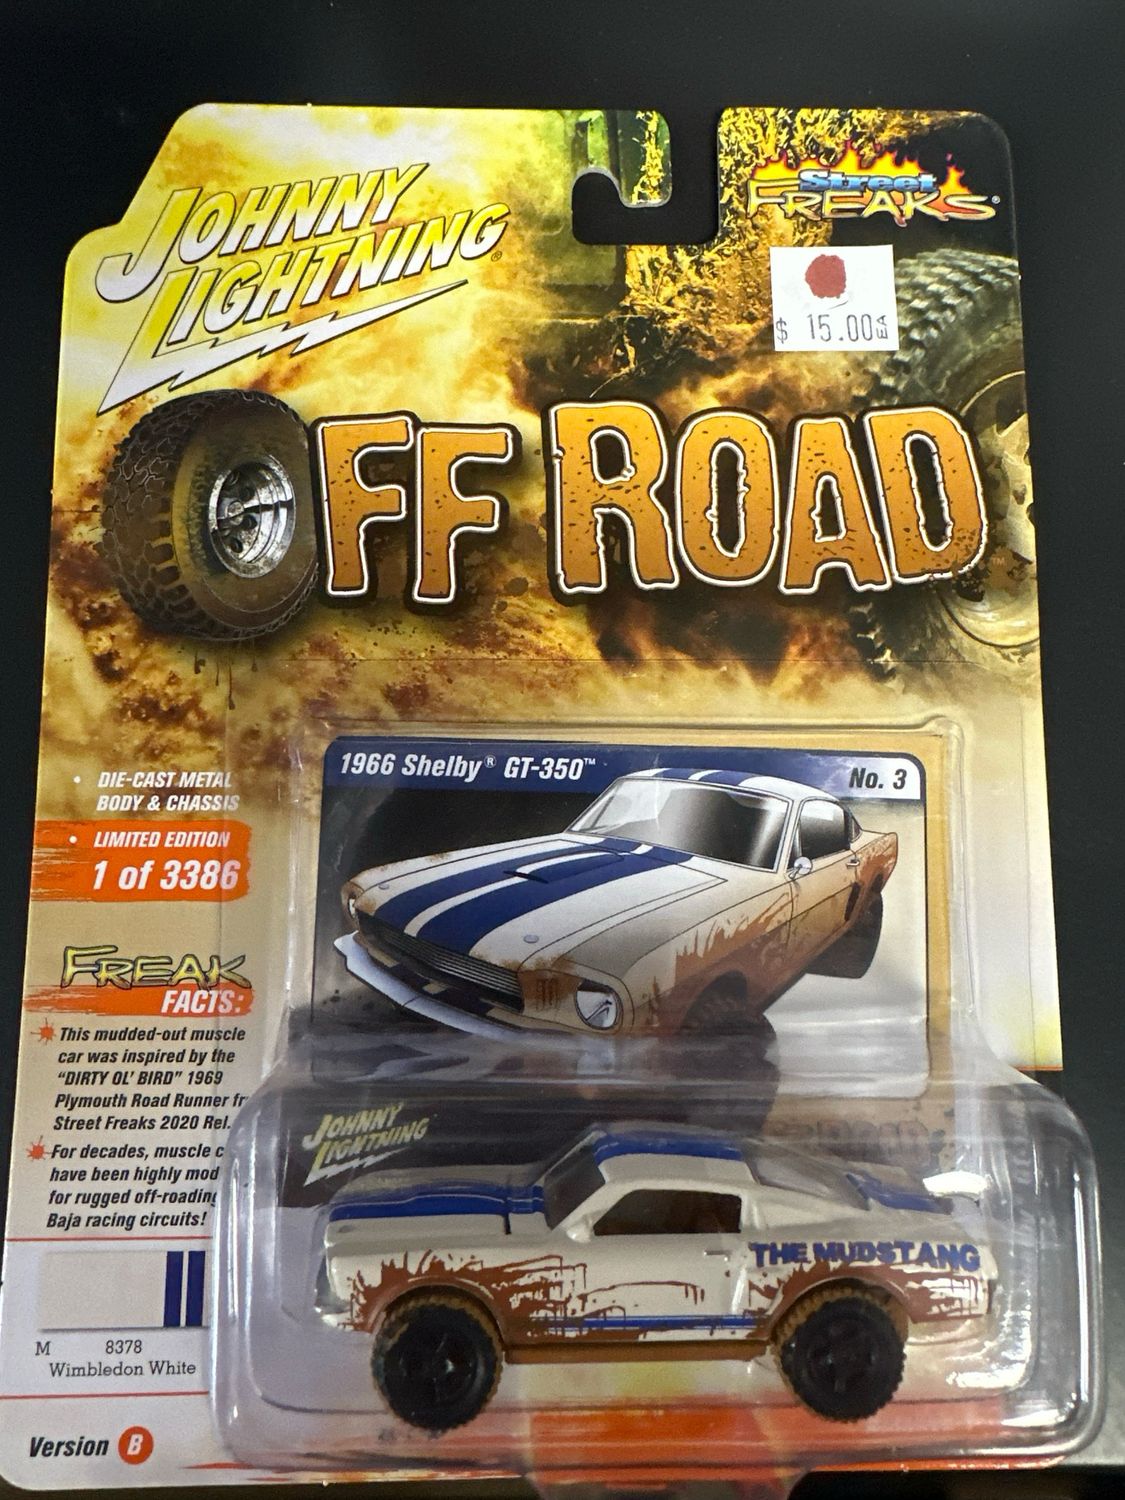 JOHNNY
LIGHTNING®
Street
FREAKS®
$ 15.00EA
OFF ROAD
1966 Shelby® GT-350™
No. 3
• DIE-CAST METAL
BODY & CHASSIS
• LIMITED EDITION
1 of 3386
FREAK
FACTS:
This mudded-out muscle
car was inspired by the
“DIRTY OL' BIRD” 1969
Plymouth Road Runner
Street Freaks 2020 Rel.
For decades, muscle
have been highly
for rugged off-roading
Baja racing circuits!
JOHNNY
LIGHTNING
THE MUDSTANG
M 8378
Wimbledon White
Version B